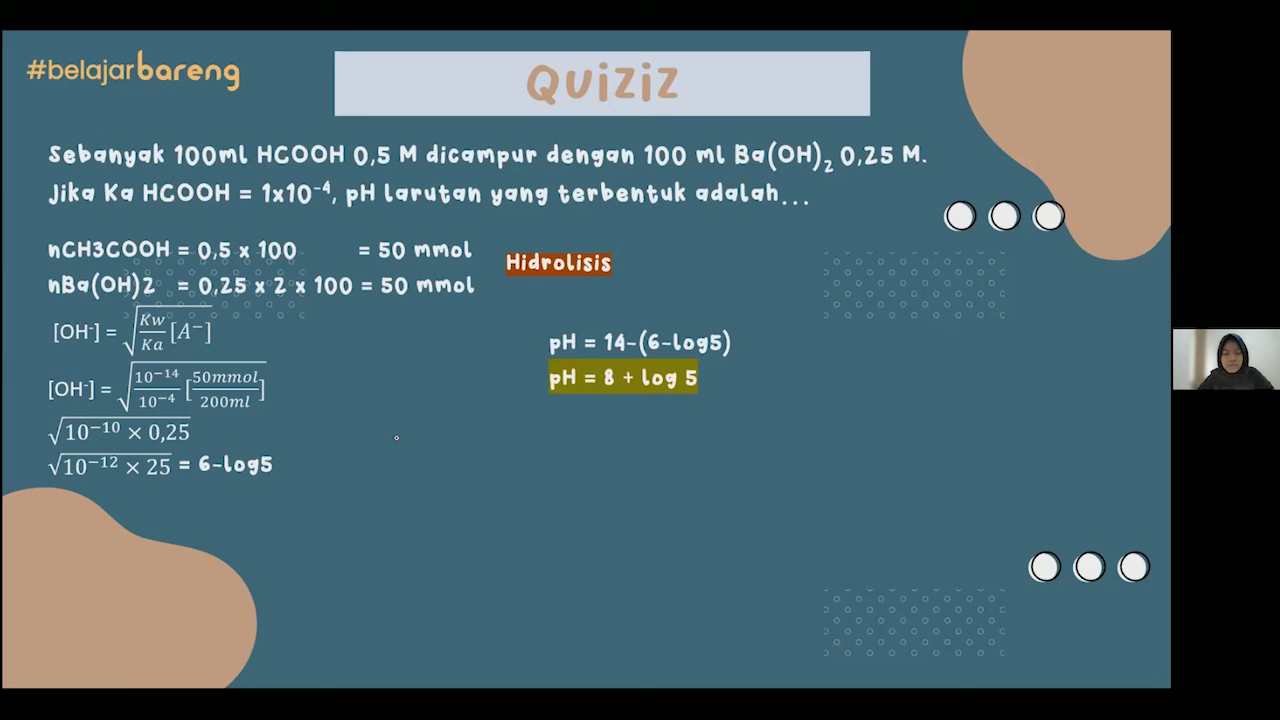 #belajarbareng
Quiziz
Sebanyak 100ml HCOOH 0,5 M dicampur dengan 100 ml Ba(OH)₂ 0,25 M.
Jika Ka HCOOH = 1x10⁻⁴, pH larutan yang terbentuk adalah...
nCH3COOH = 0,5 x 100 = 50 mmol
nBa(OH)2 = 0,25 x 2 x 100 = 50 mmol
Hidrolisis
[OH⁻] = √(Kw/Ka [A⁻])
[OH⁻] = √(10⁻¹⁴/10⁻⁴ [50mmol/200ml])
√(10⁻¹⁰ × 0,25)
√(10⁻¹² × 25) = 6-log5
pH = 14-(6-log5)
pH = 8 + log 5